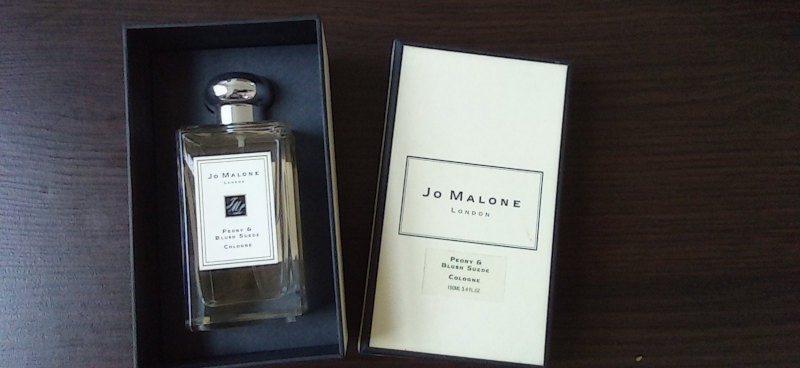 Jo Malone
London
JM
Peony &
Blush Suede
Cologne
Jo Malone
London
Peony &
Blush Suede
Cologne
100ML 3.4 FL.OZ